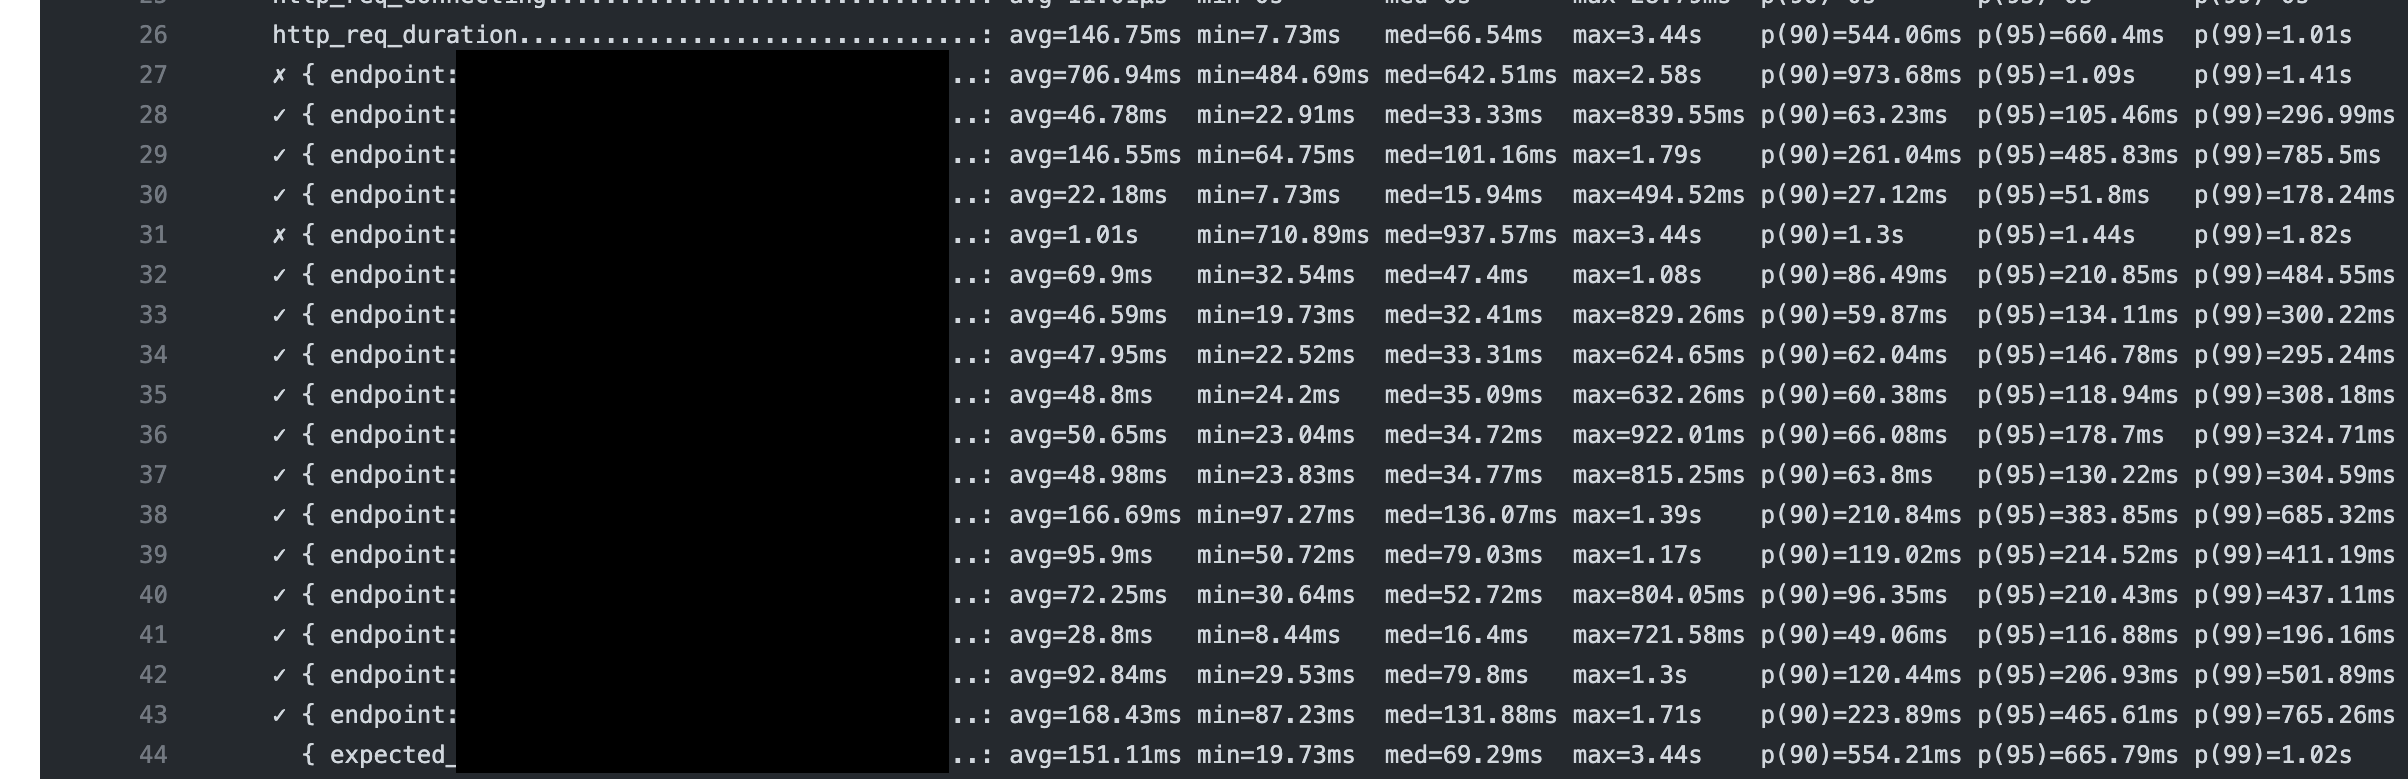 26 http_req_duration................................: avg=146.75ms min=7.73ms med=66.54ms max=3.44s p(90)=544.06ms p(95)=660.4ms p(99)=1.01s
27 ✗ { endpoint: ..: avg=706.94ms min=484.69ms med=642.51ms max=2.58s p(90)=973.68ms p(95)=1.09s p(99)=1.41s
28 ✓ { endpoint: ..: avg=46.78ms min=22.91ms med=33.33ms max=839.55ms p(90)=63.23ms p(95)=105.46ms p(99)=296.99ms
29 ✓ { endpoint: ..: avg=146.55ms min=64.75ms med=101.16ms max=1.79s p(90)=261.04ms p(95)=485.83ms p(99)=785.5ms
30 ✓ { endpoint: ..: avg=22.18ms min=7.73ms med=15.94ms max=494.52ms p(90)=27.12ms p(95)=51.8ms p(99)=178.24ms
31 ✗ { endpoint: ..: avg=1.01s min=710.89ms med=937.57ms max=3.44s p(90)=1.3s p(95)=1.44s p(99)=1.82s
32 ✓ { endpoint: ..: avg=69.9ms min=32.54ms med=47.4ms max=1.08s p(90)=86.49ms p(95)=210.85ms p(99)=484.55ms
33 ✓ { endpoint: ..: avg=46.59ms min=19.73ms med=32.41ms max=829.26ms p(90)=59.87ms p(95)=134.11ms p(99)=300.22ms
34 ✓ { endpoint: ..: avg=47.95ms min=22.52ms med=33.31ms max=624.65ms p(90)=62.04ms p(95)=146.78ms p(99)=295.24ms
35 ✓ { endpoint: ..: avg=48.8ms min=24.2ms med=35.09ms max=632.26ms p(90)=60.38ms p(95)=118.94ms p(99)=308.18ms
36 ✓ { endpoint: ..: avg=50.65ms min=23.04ms med=34.72ms max=922.01ms p(90)=66.08ms p(95)=178.7ms p(99)=324.71ms
37 ✓ { endpoint: ..: avg=48.98ms min=23.83ms med=34.77ms max=815.25ms p(90)=63.8ms p(95)=130.22ms p(99)=304.59ms
38 ✓ { endpoint: ..: avg=166.69ms min=97.27ms med=136.07ms max=1.39s p(90)=210.84ms p(95)=383.85ms p(99)=685.32ms
39 ✓ { endpoint: ..: avg=95.9ms min=50.72ms med=79.03ms max=1.17s p(90)=119.02ms p(95)=214.52ms p(99)=411.19ms
40 ✓ { endpoint: ..: avg=72.25ms min=30.64ms med=52.72ms max=804.05ms p(90)=96.35ms p(95)=210.43ms p(99)=437.11ms
41 ✓ { endpoint: ..: avg=28.8ms min=8.44ms med=16.4ms max=721.58ms p(90)=49.06ms p(95)=116.88ms p(99)=196.16ms
42 ✓ { endpoint: ..: avg=92.84ms min=29.53ms med=79.8ms max=1.3s p(90)=120.44ms p(95)=206.93ms p(99)=501.89ms
43 ✓ { endpoint: ..: avg=168.43ms min=87.23ms med=131.88ms max=1.71s p(90)=223.89ms p(95)=465.61ms p(99)=765.26ms
44 { expected_ ..: avg=151.11ms min=19.73ms med=69.29ms max=3.44s p(90)=554.21ms p(95)=665.79ms p(99)=1.02s